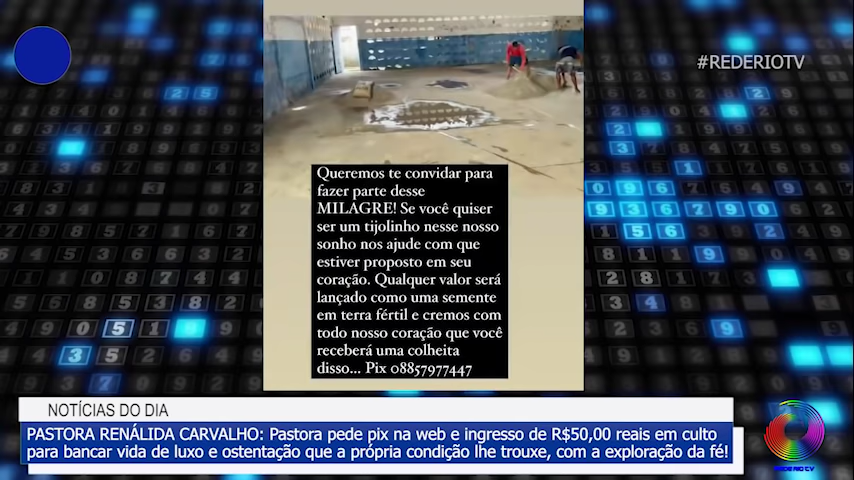 #REDERIOTV
Queremos te convidar para
fazer parte desse
MILAGRE! Se você quiser
ser um tijolinho nesse nosso
sonho nos ajude com que
estiver proposto em seu
coração. Qualquer valor será
lançado como uma semente
em terra fértil e cremos com
todo nosso coração que você
receberá uma colheita
disso... Pix 08857977447
NOTÍCIAS DO DIA
PASTORA RENÁLIDA CARVALHO: Pastora pede pix na web e ingresso de R$50,00 reais em culto
para bancar vida de luxo e ostentação que a própria condição lhe trouxe, com a exploração da fé!
REDE RIO TV